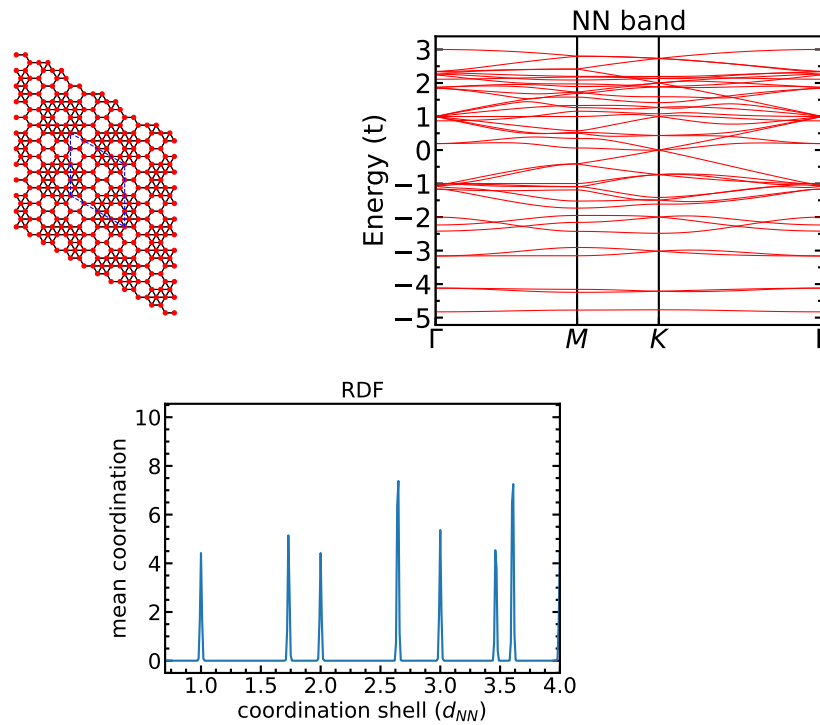 NN band
Energy (t)
3
2
1
0
−1
−2
−3
−4
−5
Γ M K Γ
RDF
mean coordination
10
8
6
4
2
0
1.0 1.5 2.0 2.5 3.0 3.5 4.0
coordination shell (d_NN)